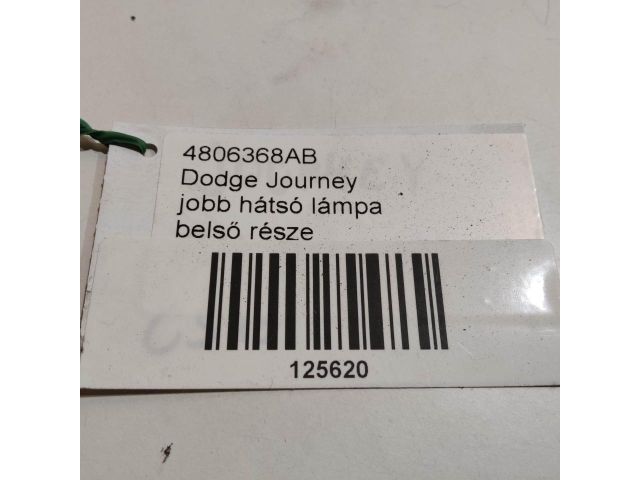 4806368AB
Dodge Journey
jobb hátsó lámpa
belső része
125620